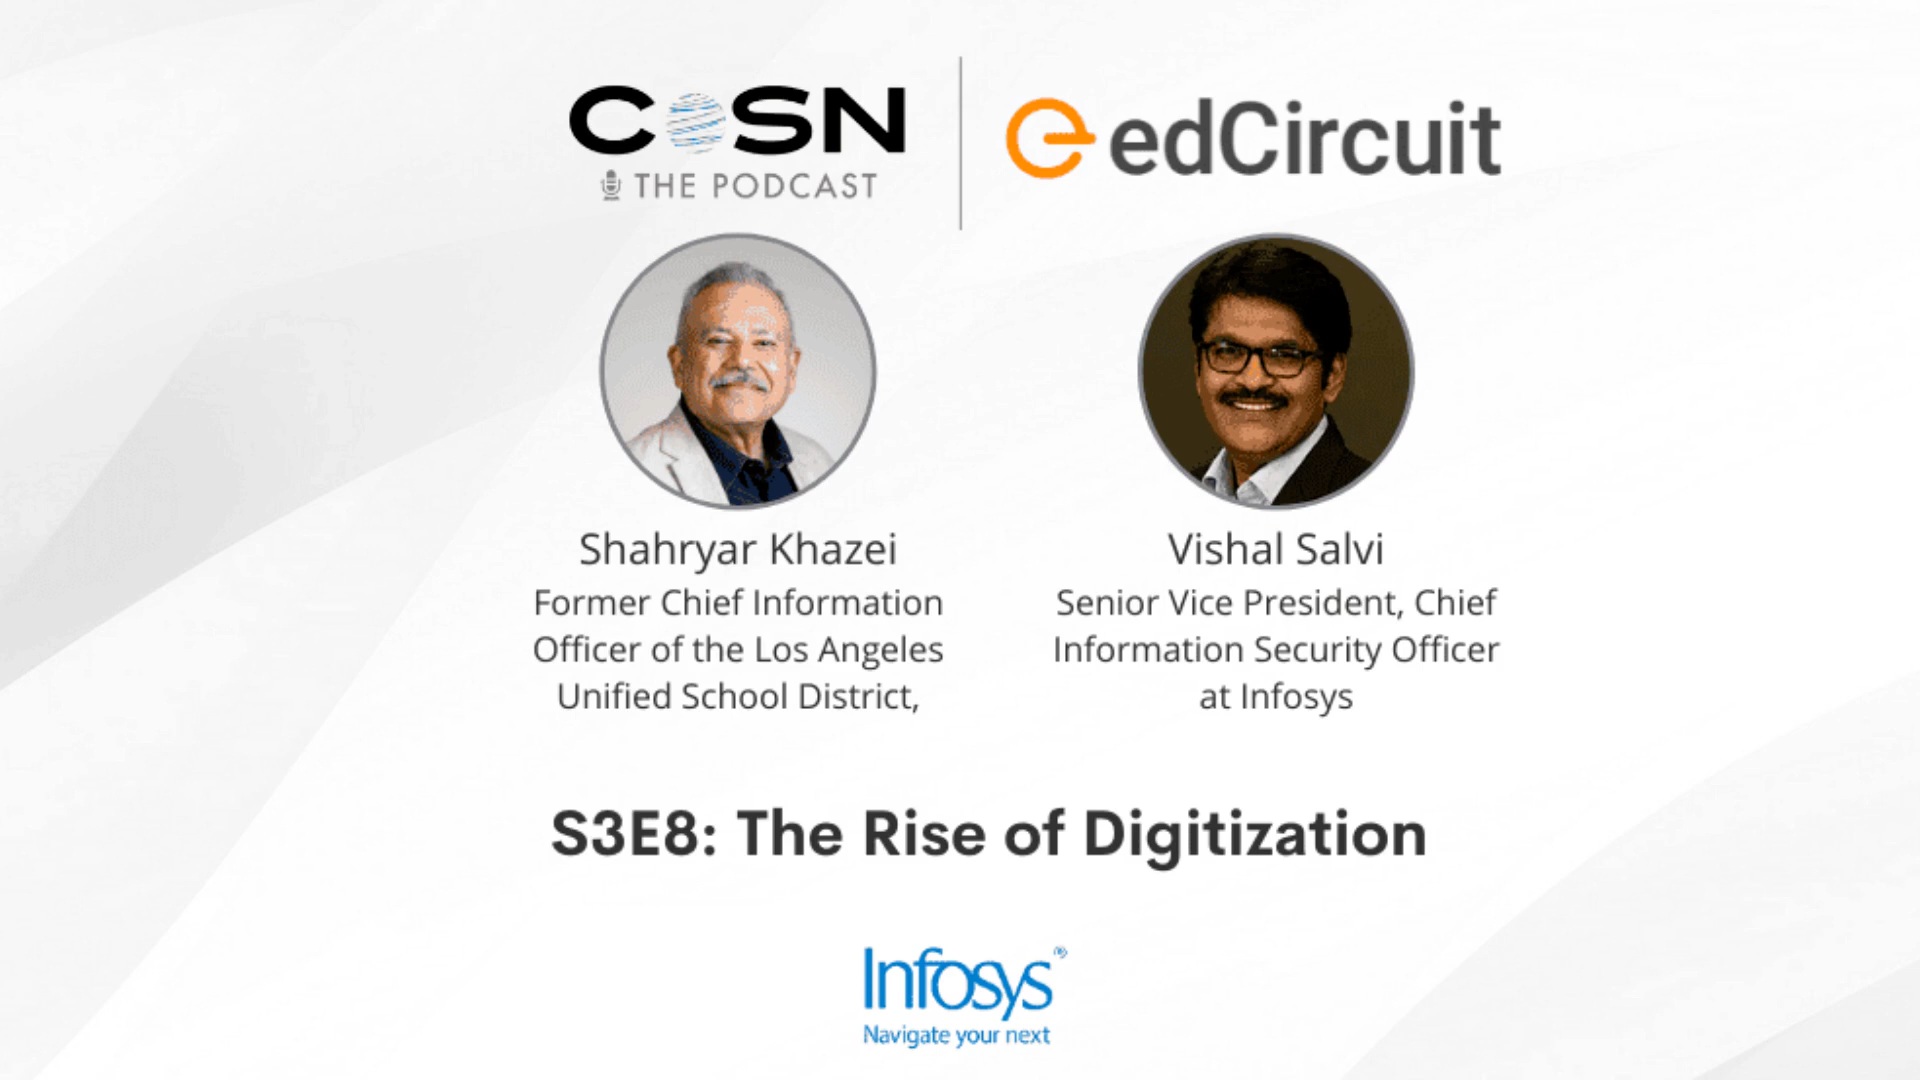 COSN
THE PODCAST
edCircuit
Shahryar Khazei
Former Chief Information
Officer of the Los Angeles
Unified School District,
Vishal Salvi
Senior Vice President, Chief
Information Security Officer
at Infosys
S3E8: The Rise of Digitization
Infosys®
Navigate your next